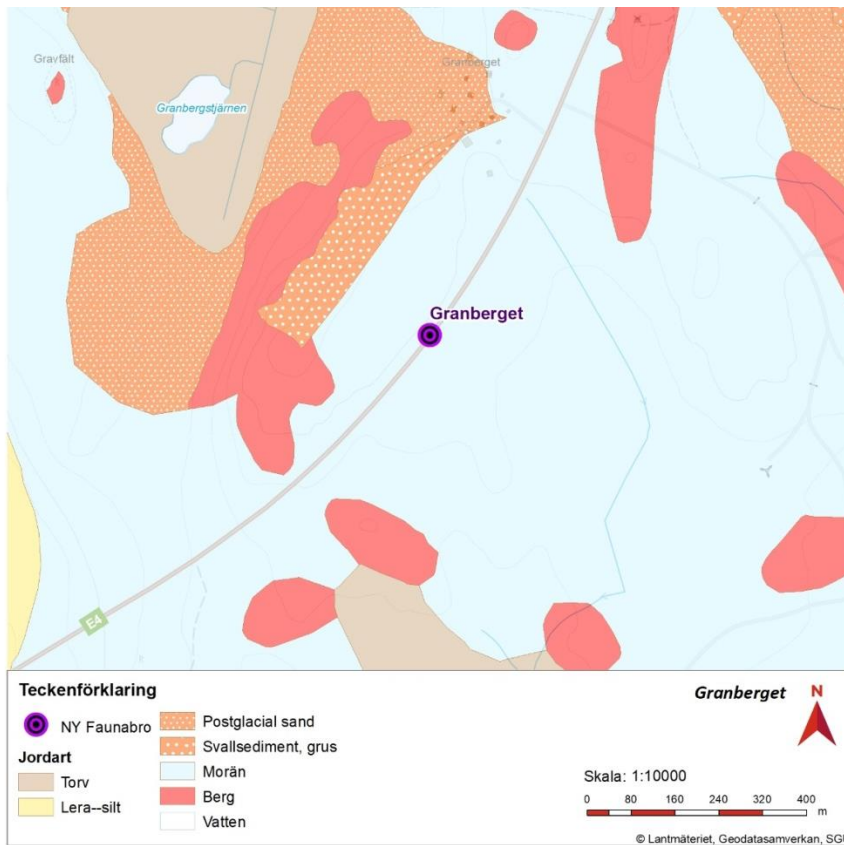 Gravfält
Granbergstjärnen
Granberget
Granberget
E4
Teckenförklaring
NY Faunabro
Jordart
Torv
Lera--silt
Postglacial sand
Svallsediment, grus
Morän
Berg
Vatten
Granberget
N
Skala: 1:10000
0 80 160 240 320 400
m
© Lantmäteriet, Geodatasamverkan, SGU